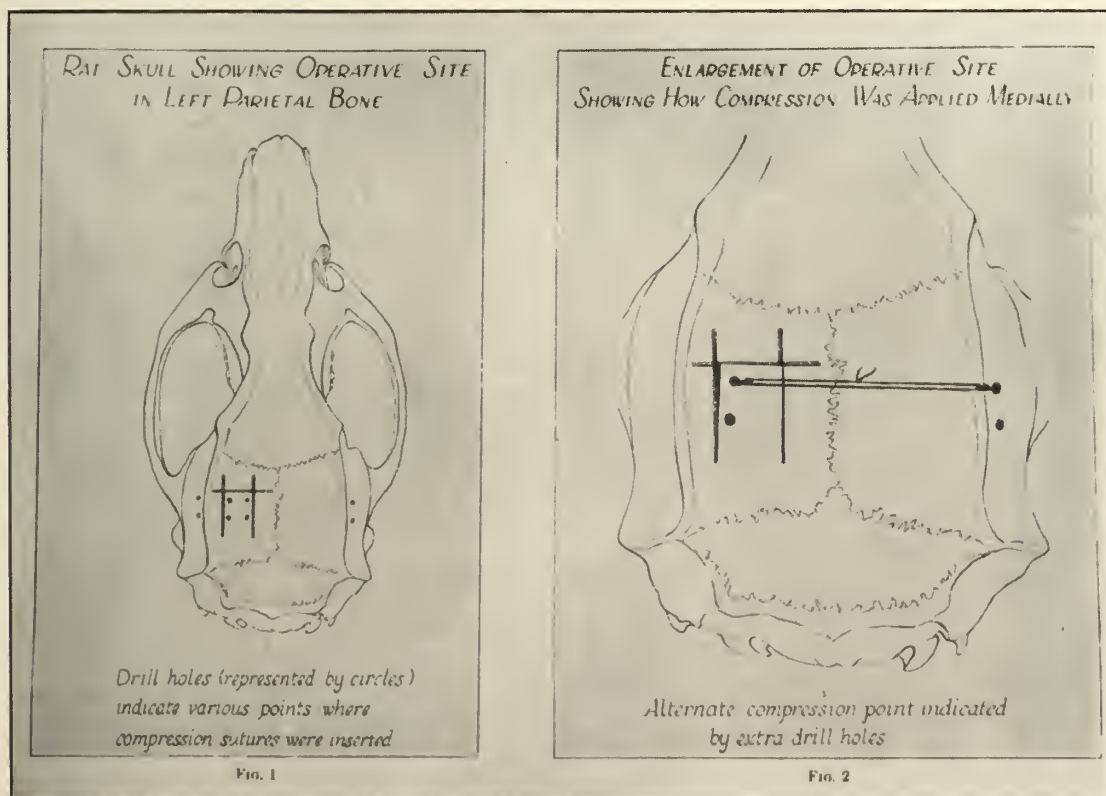 RAT SKULL SHOWING OPERATIVE SITE
IN LEFT PARIETAL BONE
Drill holes (represented by circles)
indicate various points where
compression sutures were inserted
FIG. 1
ENLARGEMENT OF OPERATIVE SITE
SHOWING HOW COMPRESSION WAS APPLIED MEDIALLY
Alternate compression point indicated
by extra drill holes
FIG. 2